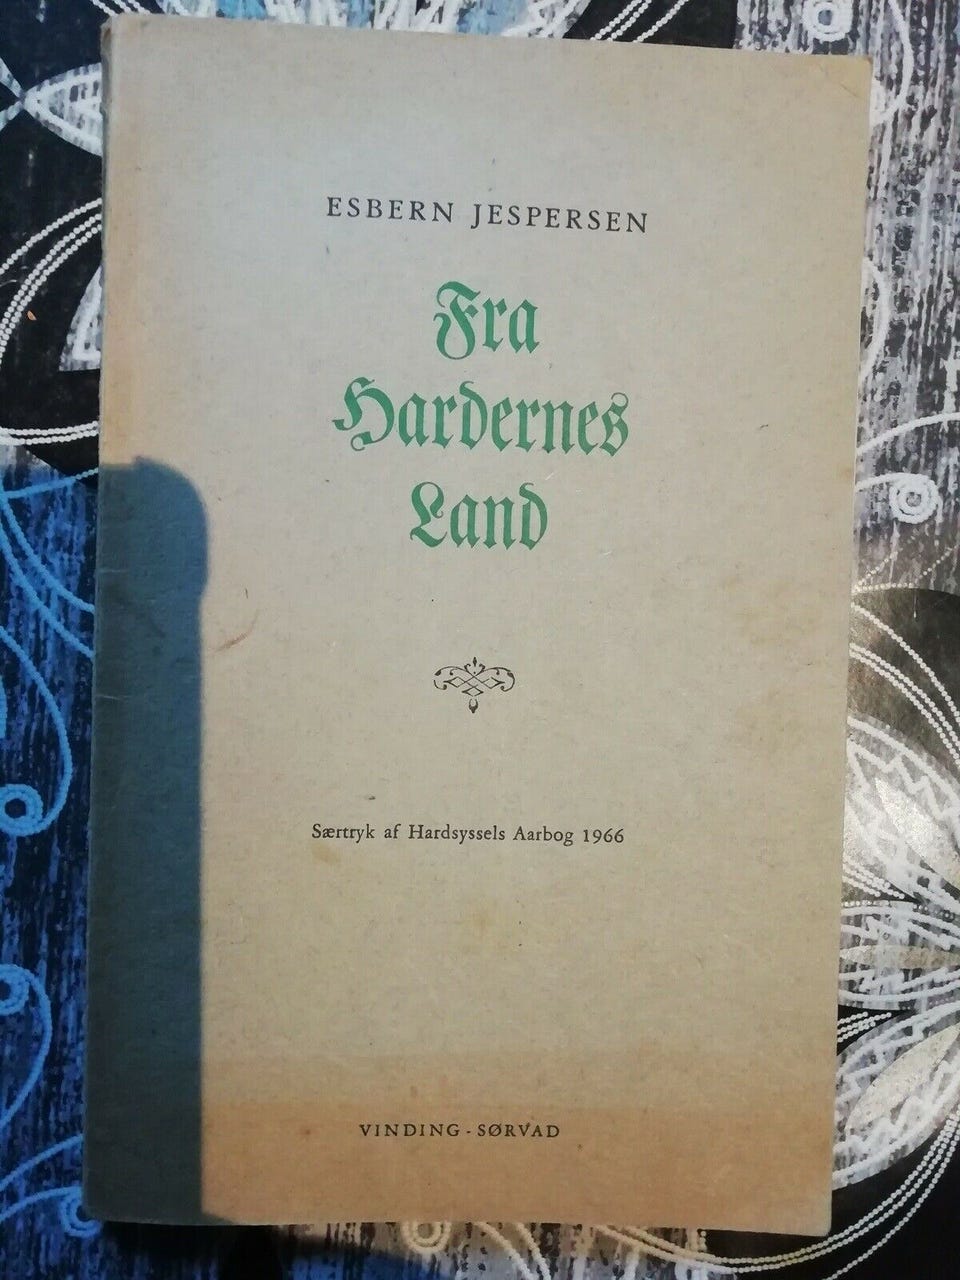 ESBERN JESPERSEN
Fra
Hardernes
Land
Særtryk af Hardsyssels Aarbog 1966
VINDING - SØRVAD